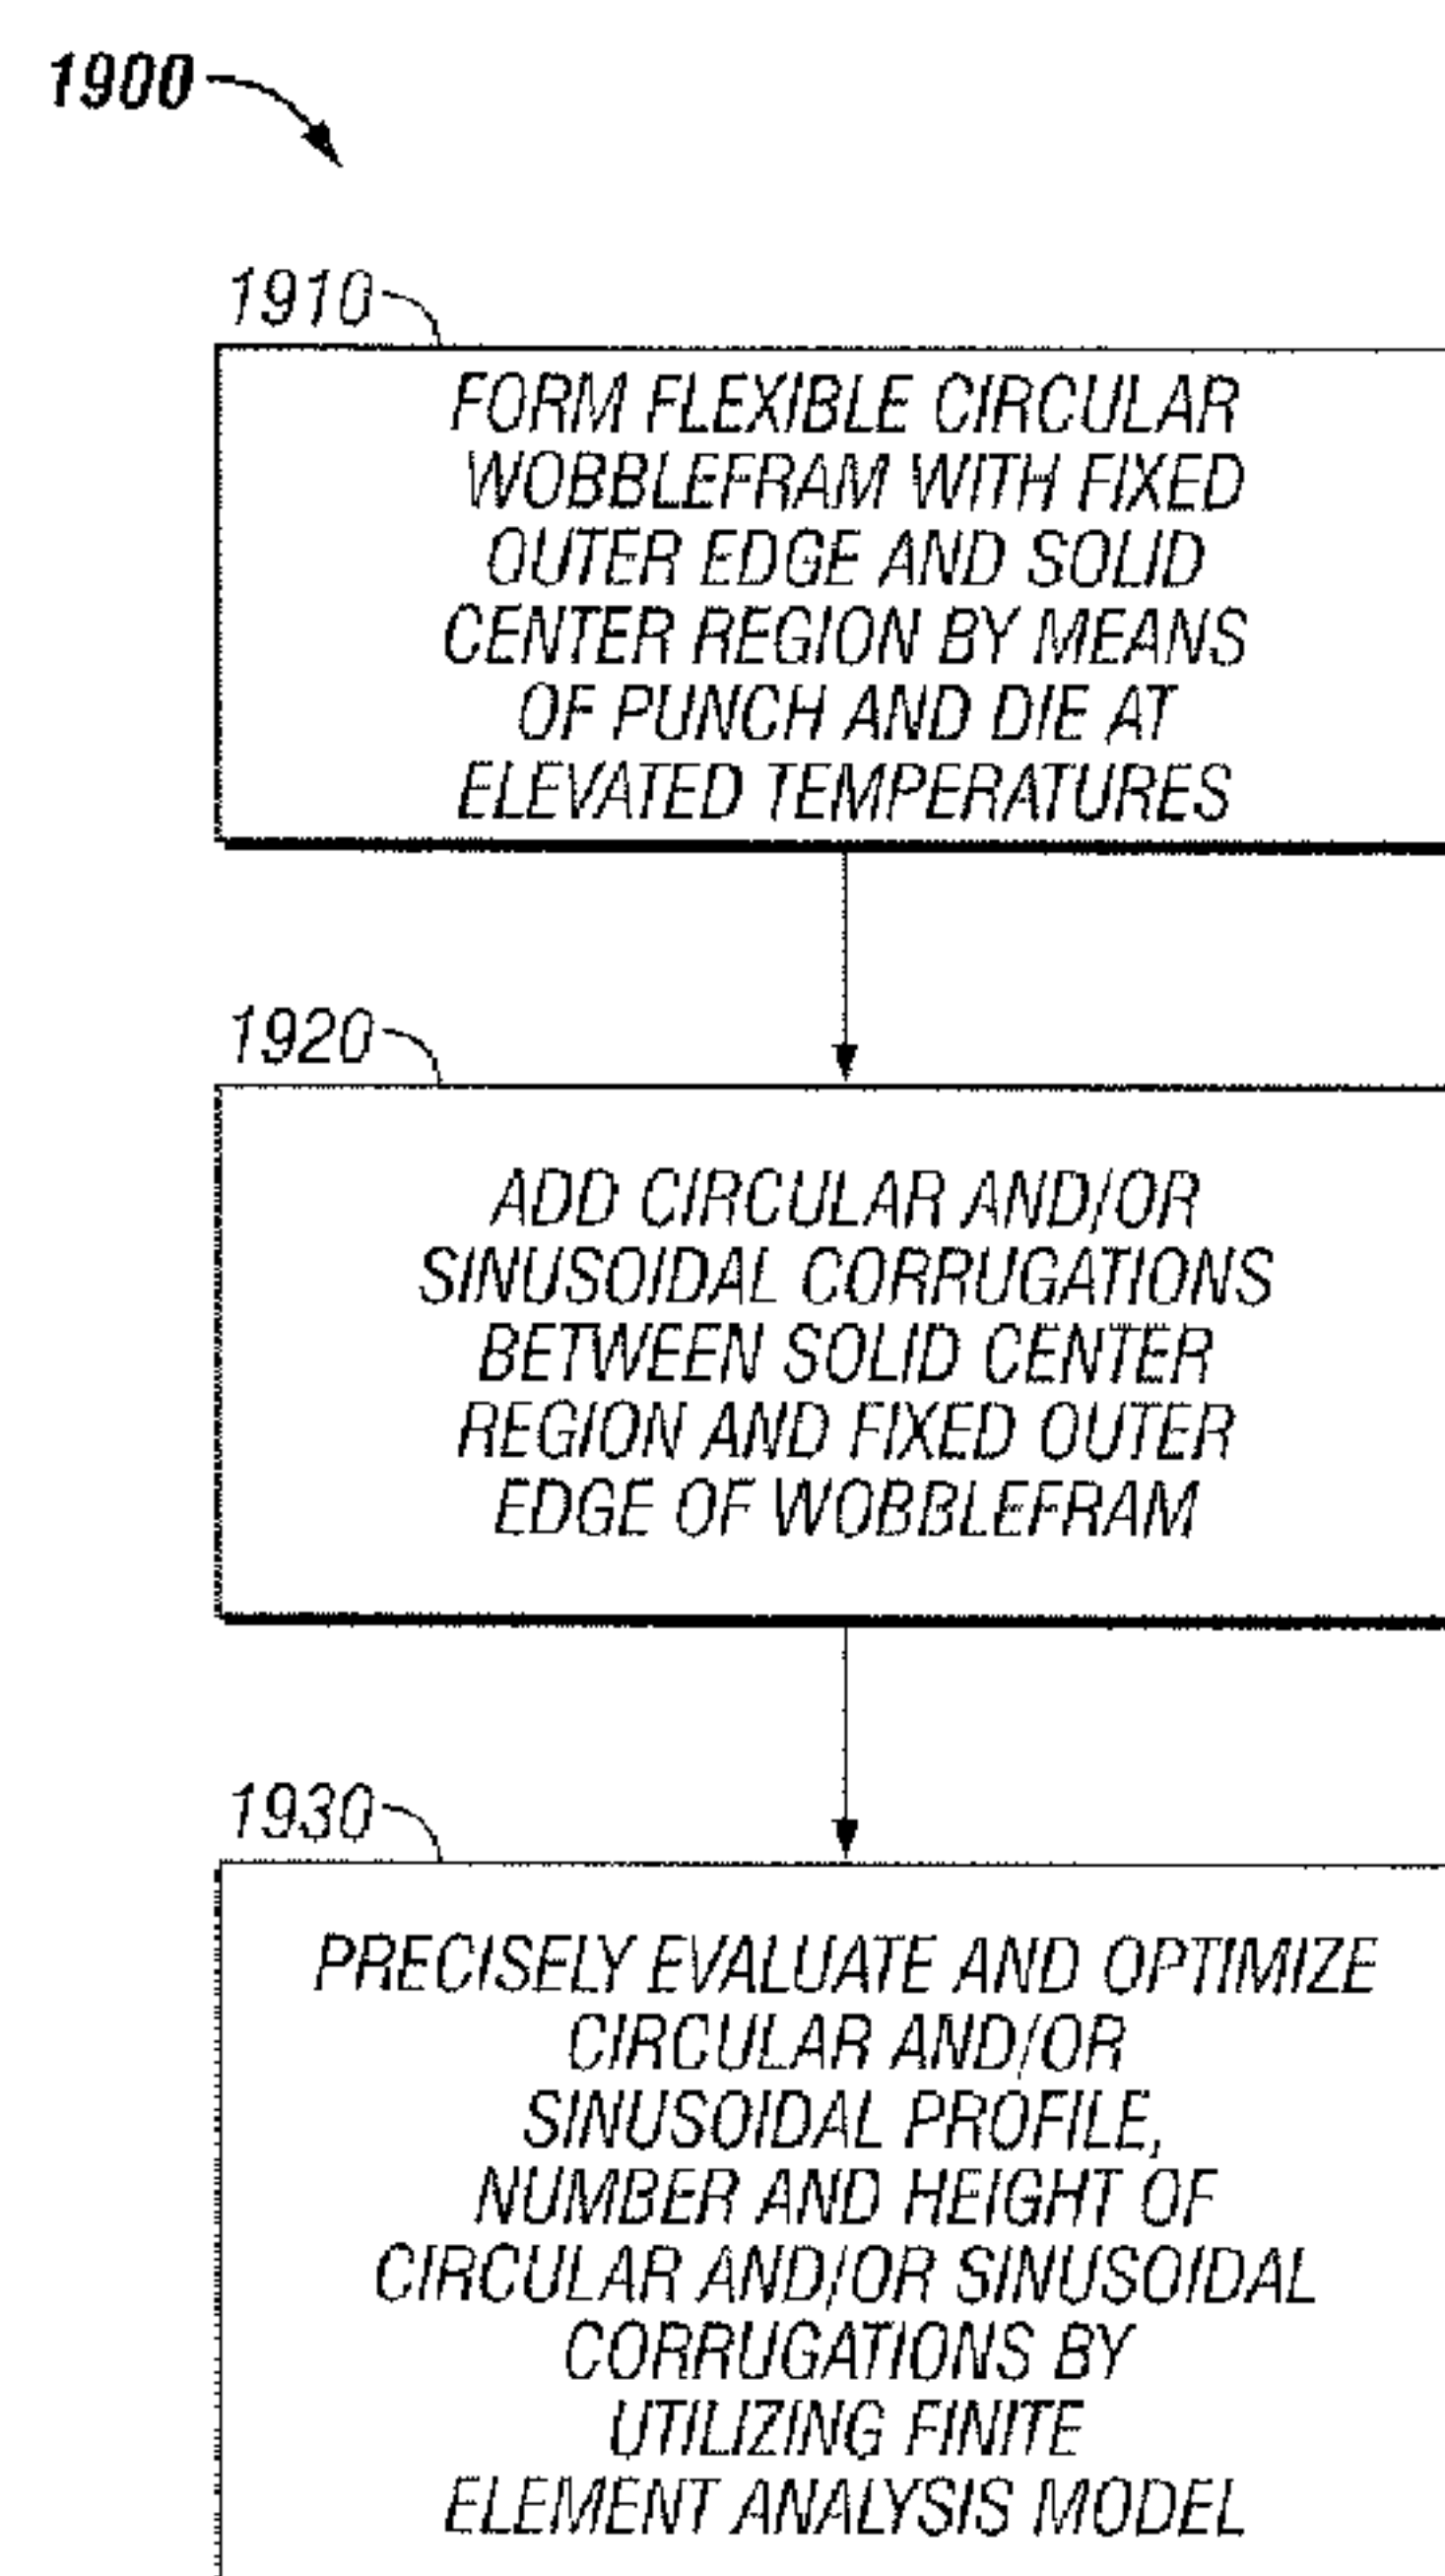 1900
1910
FORM FLEXIBLE CIRCULAR
WOBBLEFRAM WITH FIXED
OUTER EDGE AND SOLID
CENTER REGION BY MEANS
OF PUNCH AND DIE AT
ELEVATED TEMPERATURES
1920
ADD CIRCULAR AND/OR
SINUSOIDAL CORRUGATIONS
BETWEEN SOLID CENTER
REGION AND FIXED OUTER
EDGE OF WOBBLEFRAM
1930
PRECISELY EVALUATE AND OPTIMIZE
CIRCULAR AND/OR
SINUSOIDAL PROFILE,
NUMBER AND HEIGHT OF
CIRCULAR AND/OR SINUSOIDAL
CORRUGATIONS BY
UTILIZING FINITE
ELEMENT ANALYSIS MODEL